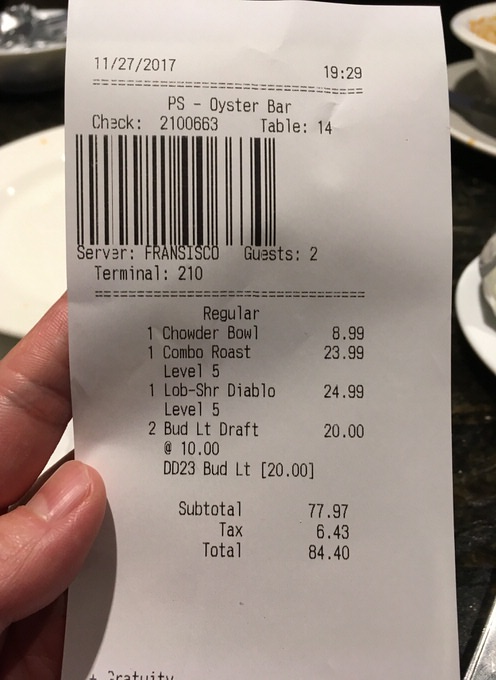 11/27/2017 19:29
PS - Oyster Bar
Check: 2100663 Table: 14
Server: FRANSISCO Guests: 2
Terminal: 210
Regular
1 Chowder Bowl 8.99
1 Combo Roast 23.99
Level 5
1 Lob-Shr Diablo 24.99
Level 5
2 Bud Lt Draft 20.00
@ 10.00
DD23 Bud Lt [20.00]
Subtotal 77.97
Tax 6.43
Total 84.40
+ Gratuity